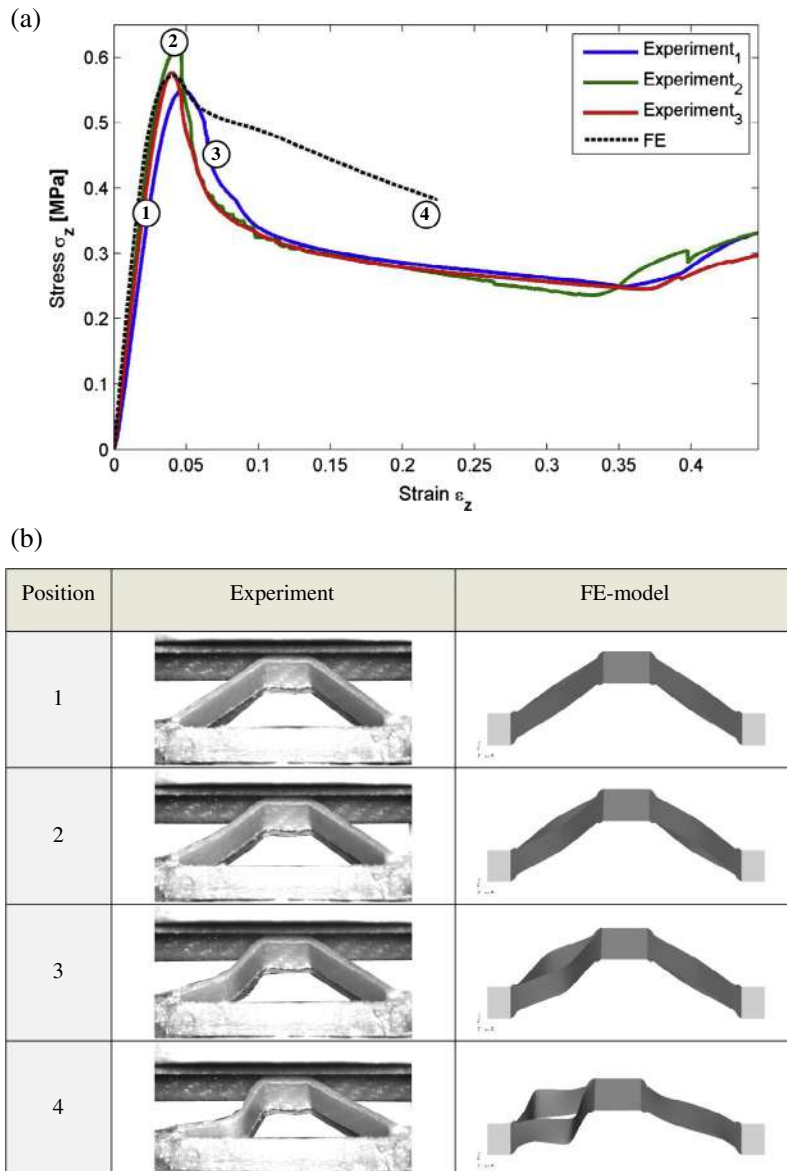 (a)
0.6
0.5
0.4
0.3
0.2
0.1
0
Stress σz [MPa]
0 0.05 0.1 0.15 0.2 0.25 0.3 0.35 0.4
Strain εz
Experiment1
Experiment2
Experiment3
FE
1
2
3
4
(b)
Position Experiment FE-model
1
2
3
4